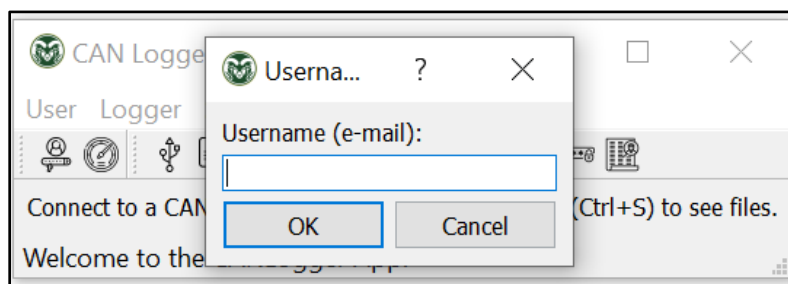 CAN Logge
Userna... ?
User Logger
Username (e-mail):
Connect to a CAN
(Ctrl+S) to see files.
OK Cancel
Welcome to the